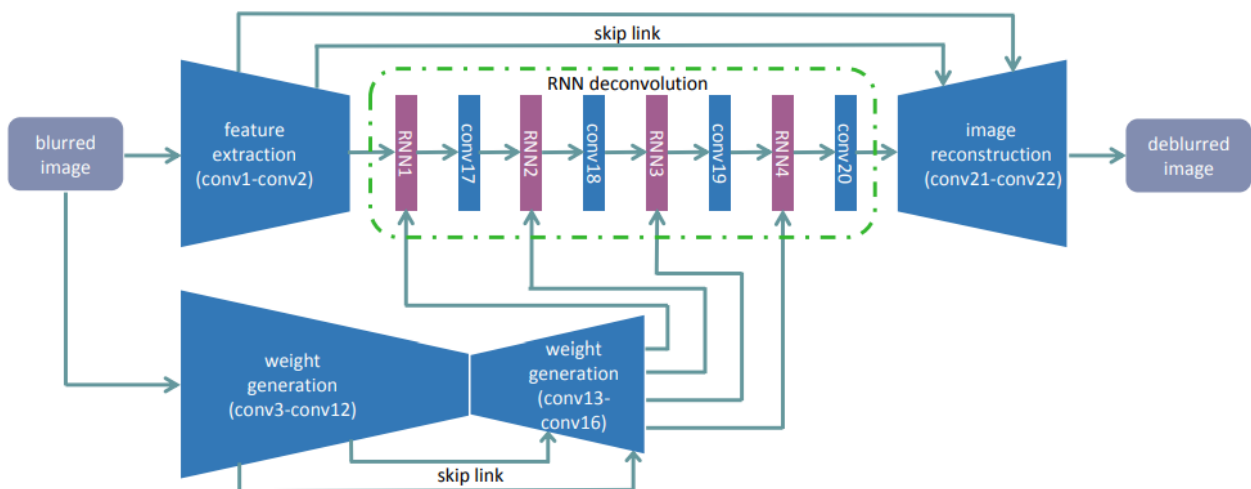 skip link
RNN deconvolution
blurred
image
feature
extraction
(conv1-conv2)
RNN1
conv17
RNN2
conv18
RNN3
conv19
RNN4
conv20
image
reconstruction
(conv21-conv22)
deblurred
image
weight
generation
(conv3-conv12)
weight
generation
(conv13-
conv16)
skip link